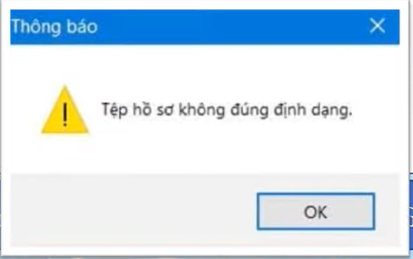 Thông báo
Tệp hồ sơ không đúng định dạng.
OK